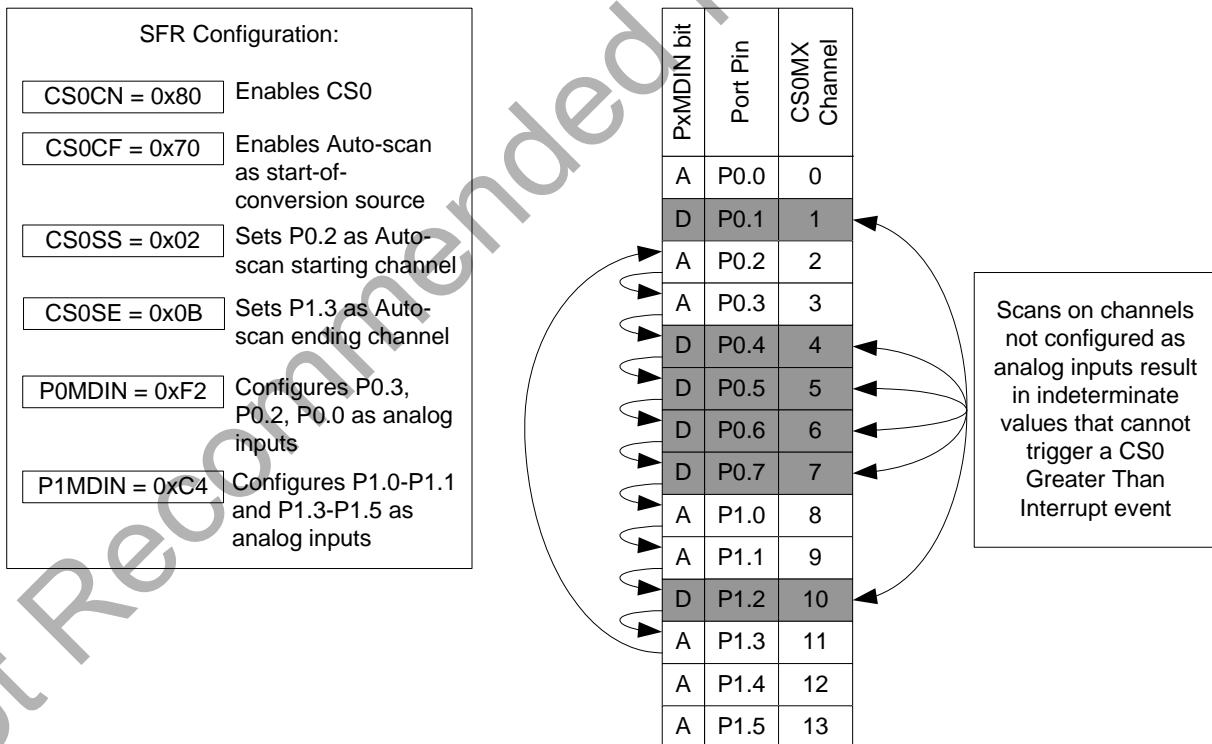 SFR Configuration:
CS0CN = 0x80
Enables CS0
CS0CF = 0x70
Enables Auto-scan
as start-of-
conversion source
CS0SS = 0x02
Sets P0.2 as Auto-
scan starting channel
CS0SE = 0x0B
Sets P1.3 as Auto-
scan ending channel
P0MDIN = 0xF2
Configures P0.3,
P0.2, P0.0 as analog
inputs
P1MDIN = 0xC4
Configures P1.0-P1.1
and P1.3-P1.5 as
analog inputs
PxMDIN bit
Port Pin
CS0MX
Channel
A P0.0 0
D P0.1 1
A P0.2 2
A P0.3 3
D P0.4 4
D P0.5 5
D P0.6 6
D P0.7 7
A P1.0 8
A P1.1 9
D P1.2 10
A P1.3 11
A P1.4 12
A P1.5 13
Scans on channels
not configured as
analog inputs result
in indeterminate
values that cannot
trigger a CS0
Greater Than
Interrupt event
Recommended